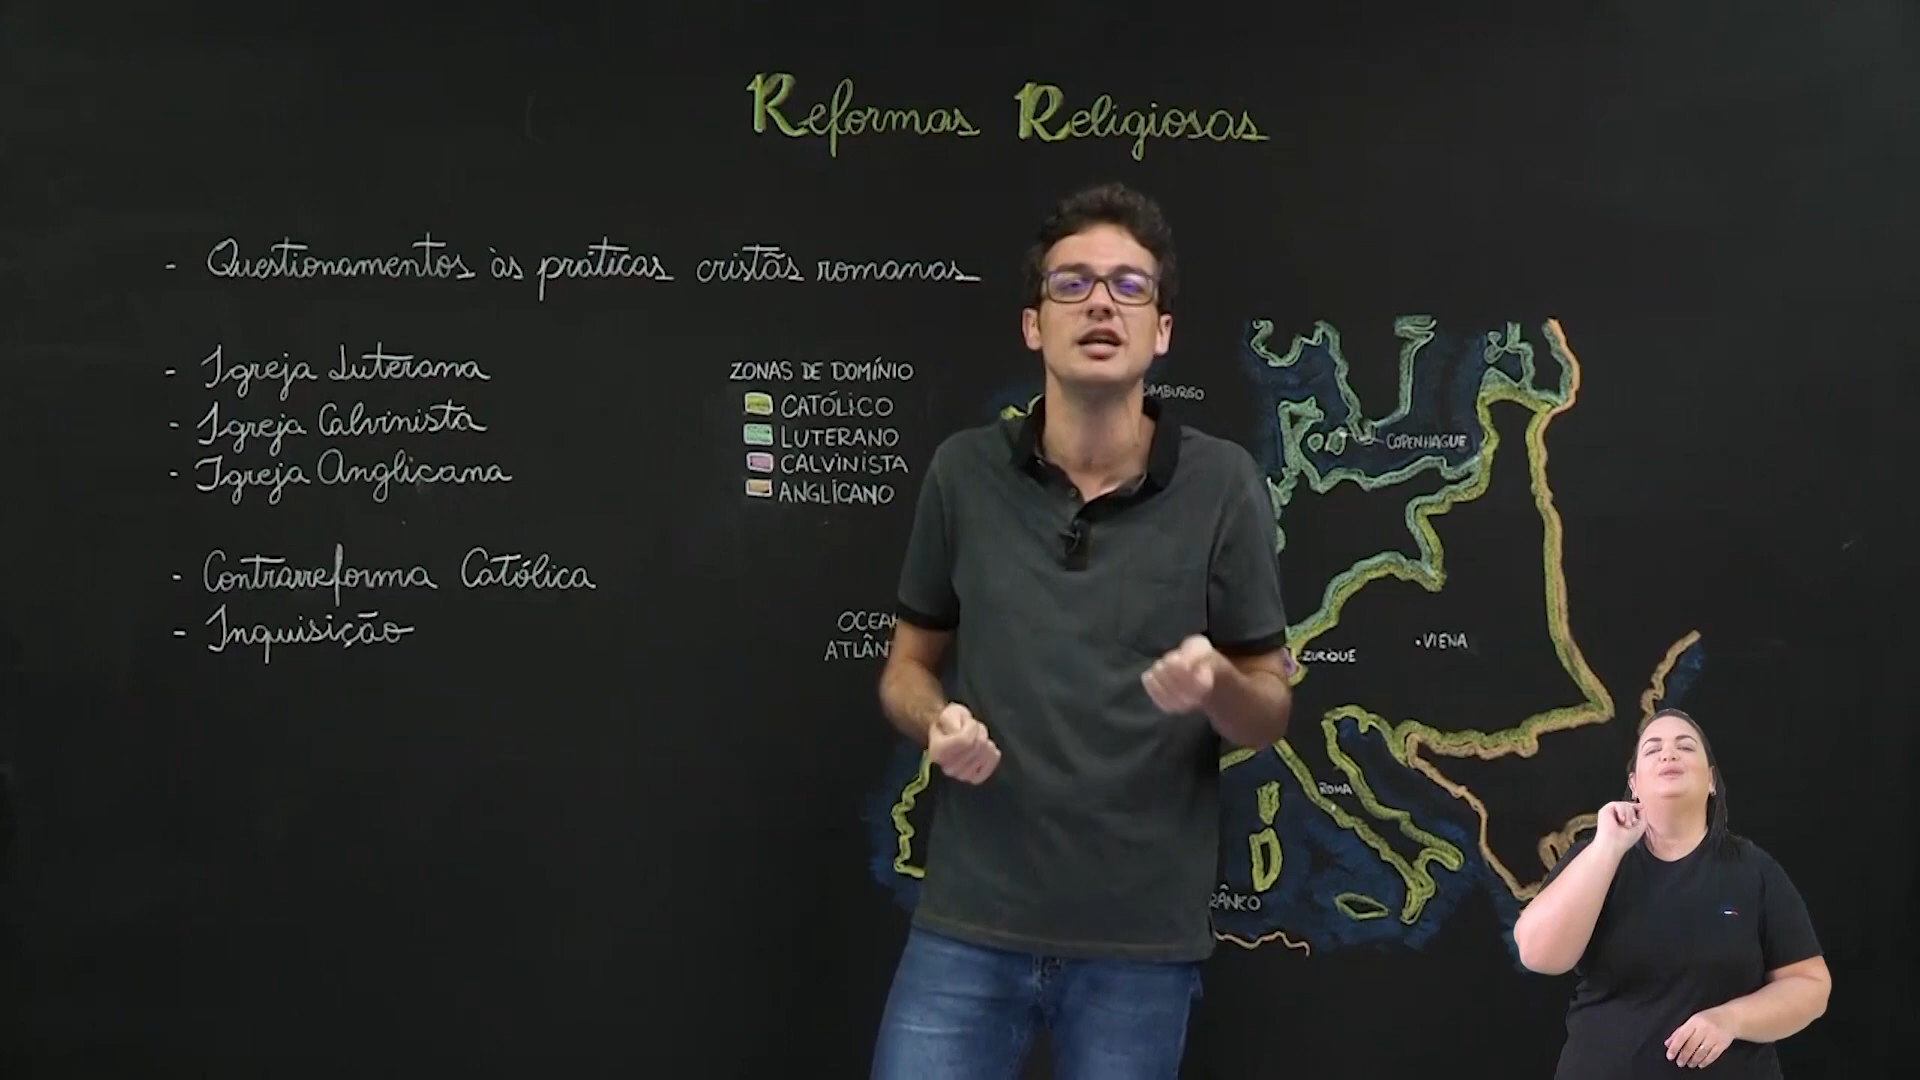 Reformas Religiosas
- Questionamentos às práticas cristãs romanas
- Igreja Luterana
- Igreja Calvinista
- Igreja Anglicana
- Contrarreforma Católica
- Inquisição
ZONAS DE DOMÍNIO
CATÓLICO
LUTERANO
CALVINISTA
ANGLICANO
COPENHAGUE
ZURIQUE
VIENA
ROMA